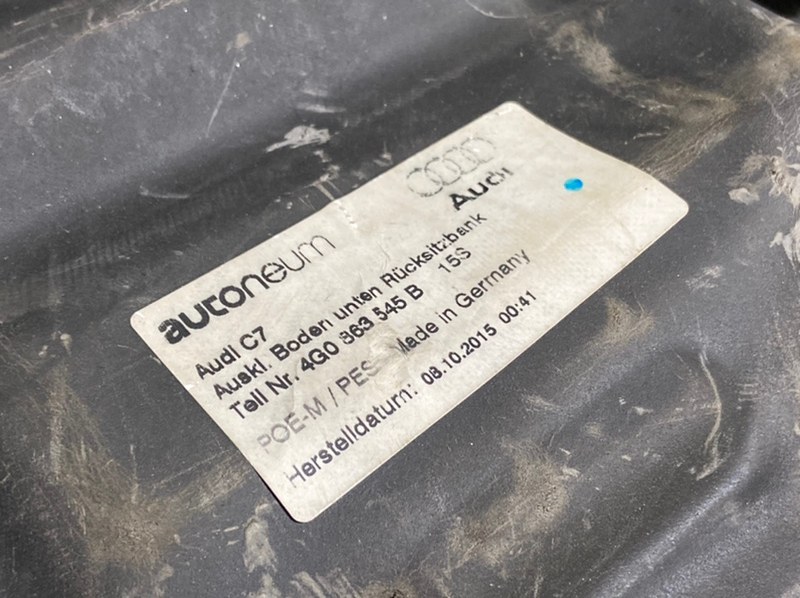 autoneum
Audi
Audi C7
Auskl. Boden unten Rücksitzbank
Teil Nr. 4G0 863 545 B 15S
POE-M / PES Made in Germany
Herstelldatum: 08.10.2015 00:41